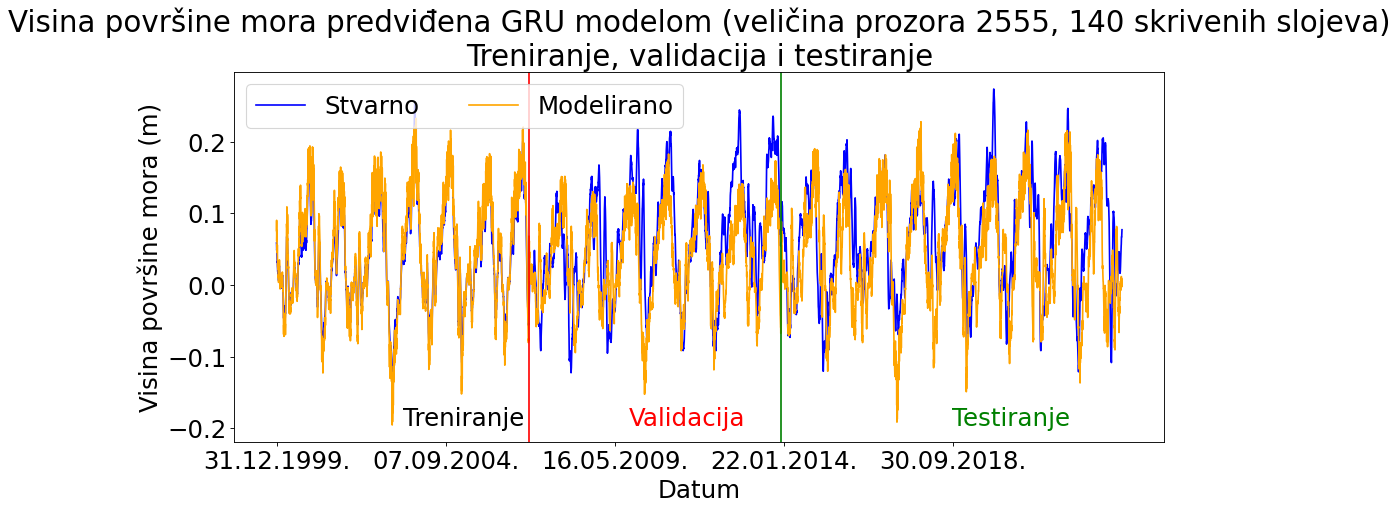 Visina površine mora predviđena GRU modelom (veličina prozora 2555, 140 skrivenih slojeva)
Treniranje, validacija i testiranje
Stvarno Modelirano
Visina površine mora (m)
0.2
0.1
0.0
−0.1
−0.2
Treniranje Validacija Testiranje
31.12.1999. 07.09.2004. 16.05.2009. 22.01.2014. 30.09.2018.
Datum